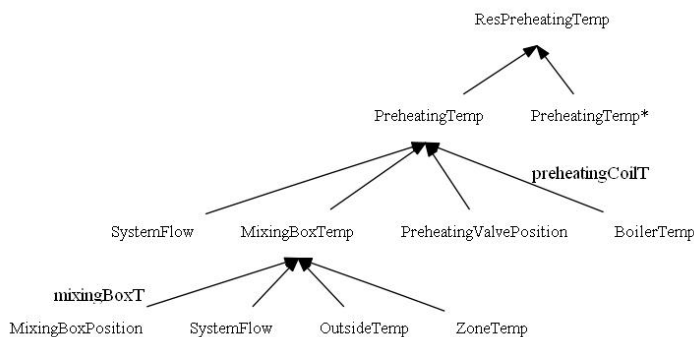 ResPreheatingTemp
PreheatingTemp PreheatingTemp*
preheatingCoilT
SystemFlow MixingBoxTemp PreheatingValvePosition BoilerTemp
mixingBoxT
MixingBoxPosition SystemFlow OutsideTemp ZoneTemp